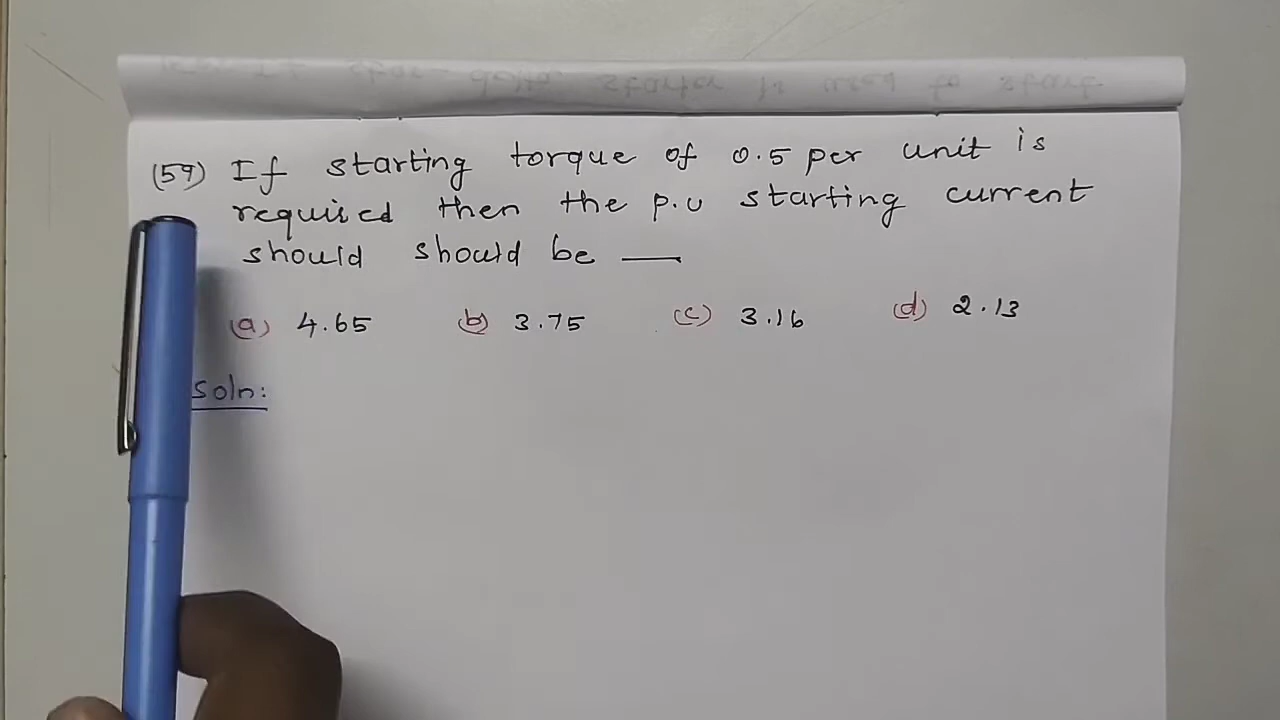 (59) If starting torque of 0.5 per unit is
required then the p.u starting current
should should be —
(a) 4.65 (b) 3.75 (c) 3.16 (d) 2.13
Soln: